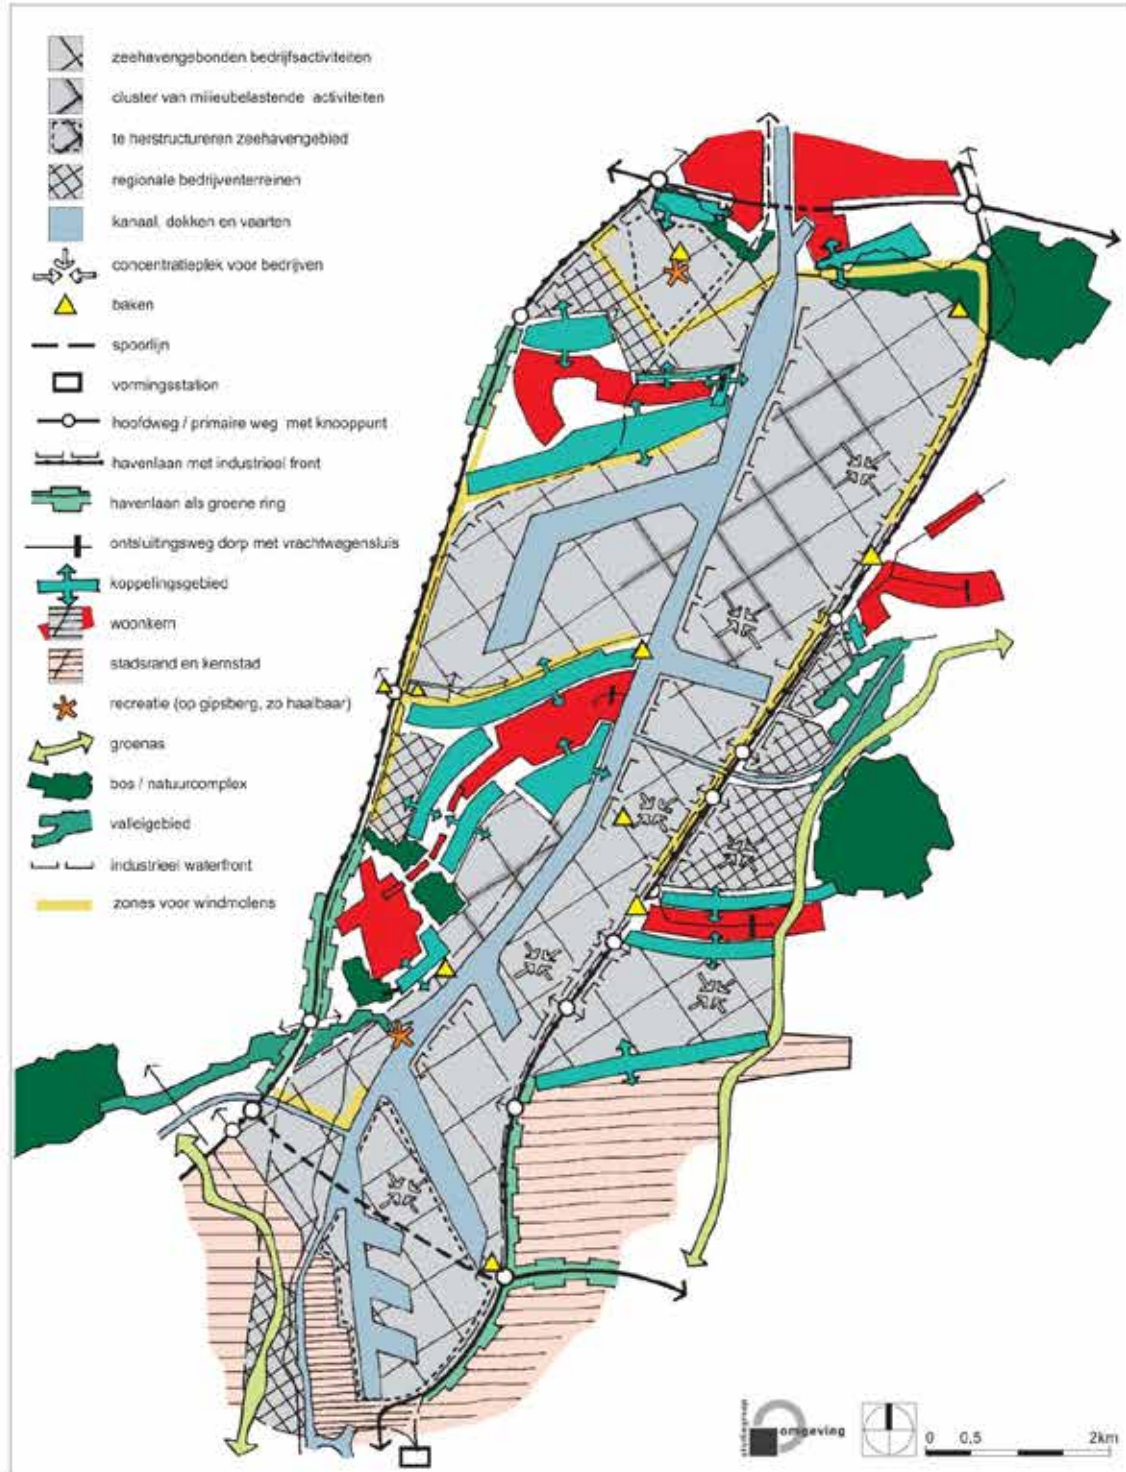 zeehavengebonden bedrijfsactiviteiten
cluster van milieubelastende activiteiten
te herstructureren zeehavengebied
regionale bedrijventerreinen
kanaal, dokken en vaarten
concentratieplek voor bedrijven
baken
spoorlijn
vormingsstation
hoofdweg / primaire weg met knooppunt
havenlaan met industrieel front
havenlaan als groene ring
ontsluitingsweg dorp met vrachtwagensluis
koppelingsgebied
woonkern
stadsrand en kernstad
recreatie (op gipsberg, zo haalbaar)
groenas
bos / natuurcomplex
valleigebied
industrieel waterfront
zones voor windmolens
studiegroep
omgeving
0 0,5 2km